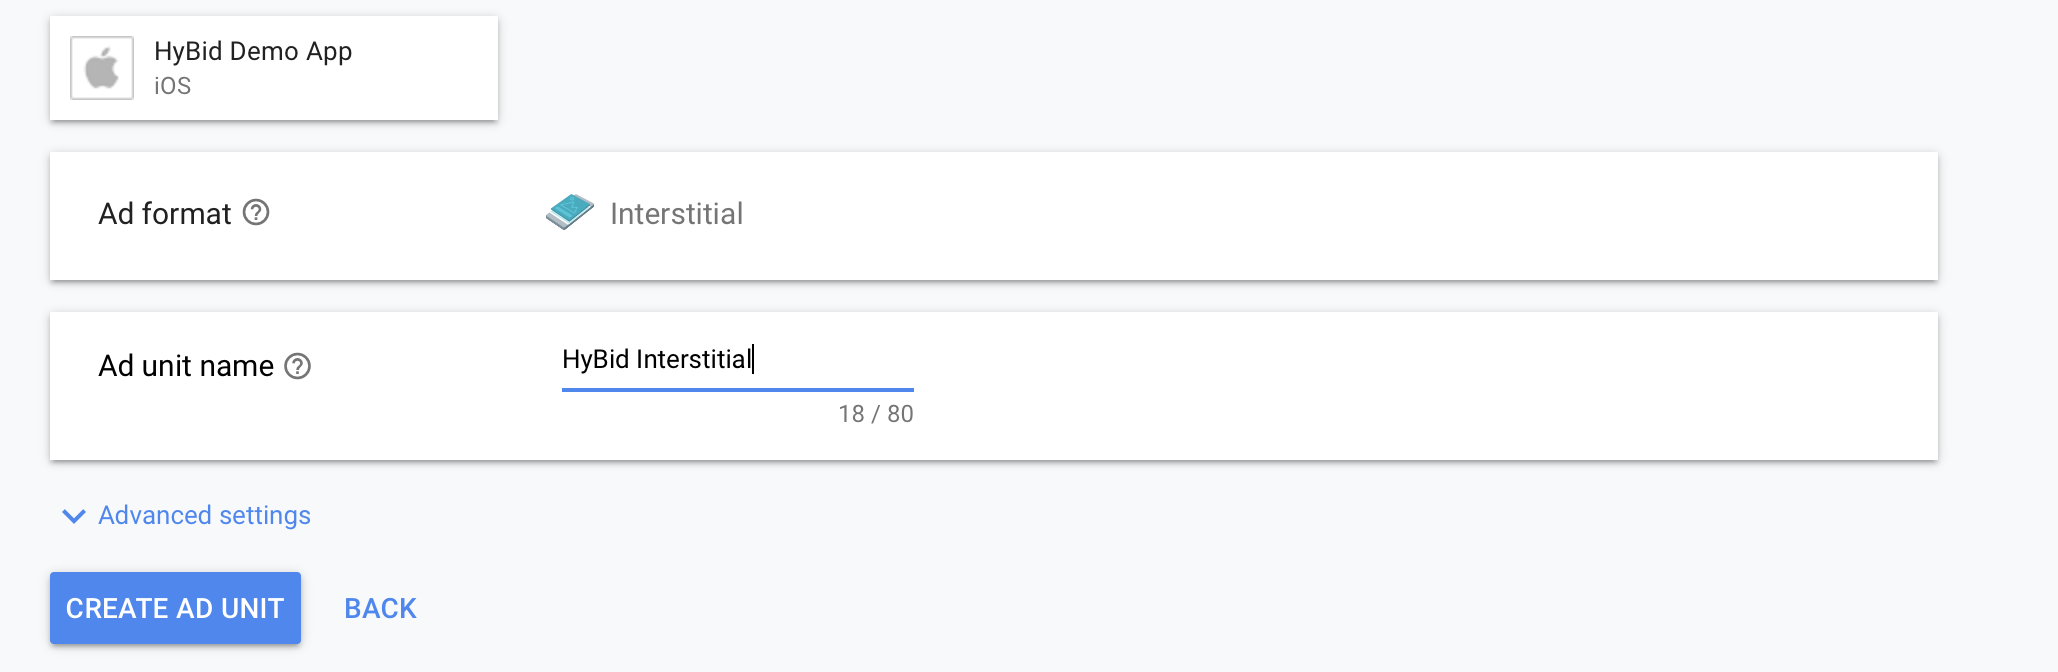 HyBid Demo App
iOS
Ad format
Interstitial
Ad unit name
HyBid Interstitial
18 / 80
Advanced settings
CREATE AD UNIT
BACK